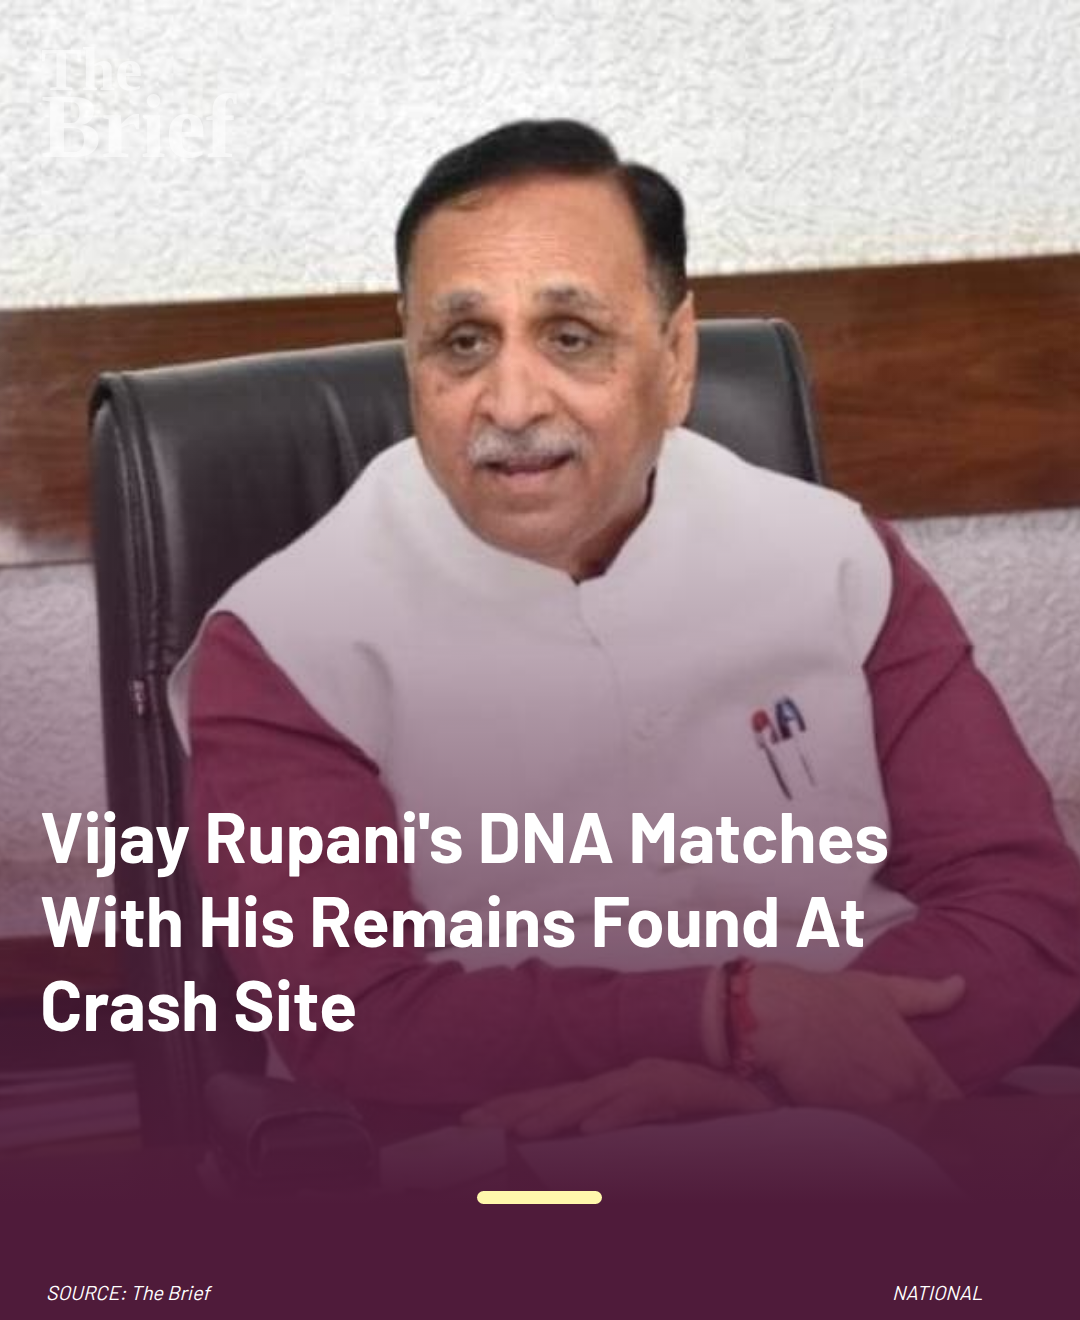 The
Brief
Vijay Rupani's DNA Matches
With His Remains Found At
Crash Site
SOURCE: The Brief
NATIONAL